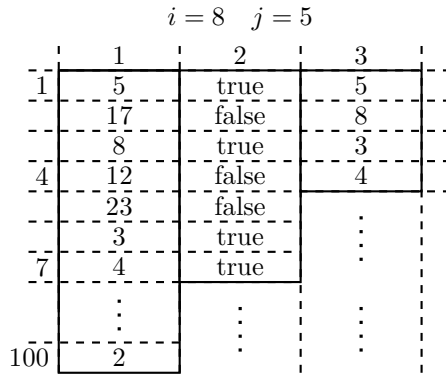 i = 8 j = 5
1 2 3
1 5 true 5
17 false 8
8 true 3
4 12 false 4
23 false
3 true
7 4 true
100 2